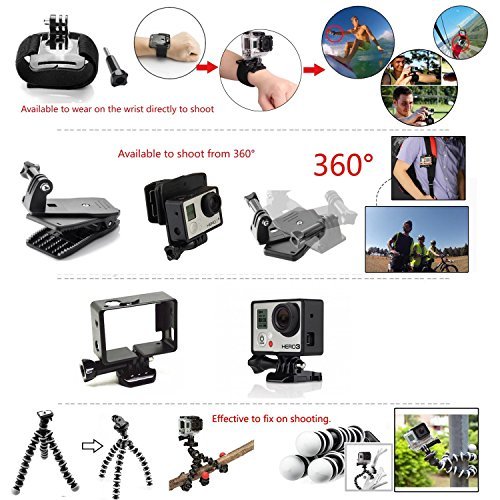 Available to wear on the wrist directly to shoot
Available to shoot from 360°
360°
HERO3
HERO3
Effective to fix on shooting.